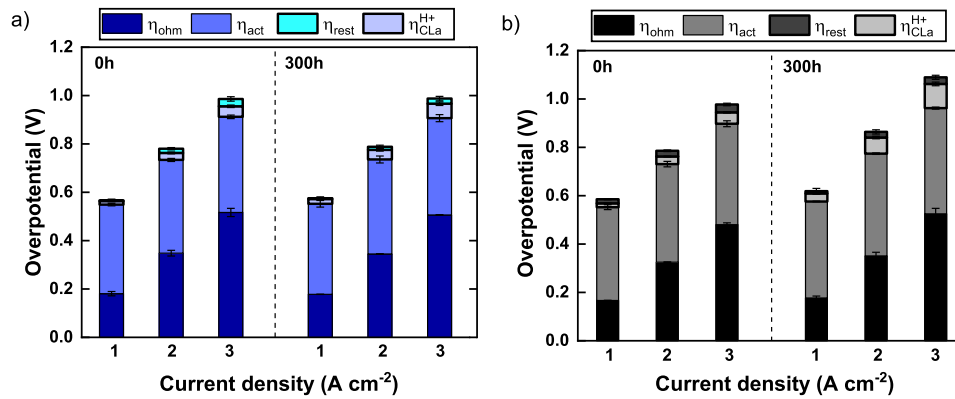 a)
η_ohm η_act η_rest η_CLa^H+
0h 300h
1.2
1.0
0.8
0.6
0.4
0.2
0.0
Overpotential (V)
1 2 3 1 2 3
Current density (A cm⁻²)
b)
η_ohm η_act η_rest η_CLa^H+
0h 300h
1.2
1.0
0.8
0.6
0.4
0.2
0.0
Overpotential (V)
1 2 3 1 2 3
Current density (A cm⁻²)